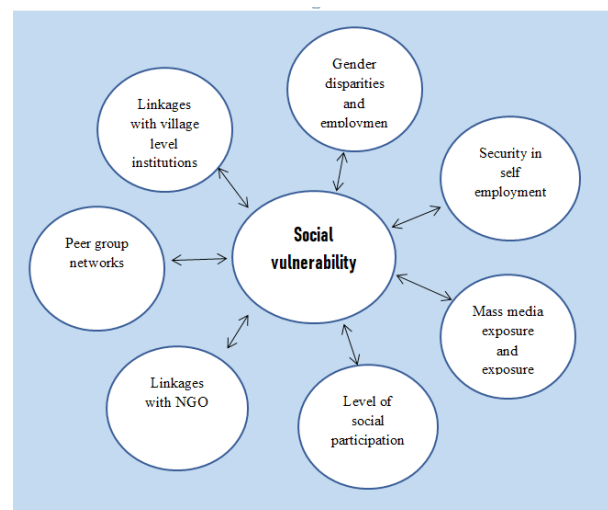 Gender
disparities
and
employmen
Linkages
with village
level
institutions
Security in
self
employment
Social
vulnerability
Peer group
networks
Mass media
exposure
and
exposure
Linkages
with NGO
Level of
social
participation